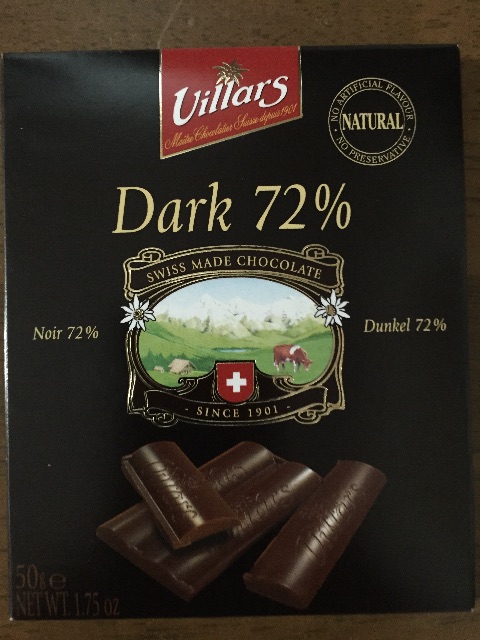 Villars
Maître Chocolatier Suisse depuis 1901
NO ARTIFICIAL FLAVOUR
NATURAL
NO PRESERVATIVE
Dark 72%
SWISS MADE CHOCOLATE
Noir 72%
Dunkel 72%
- SINCE 1901 -
Villars
Villars
Villars
50g e
NET WT. 1.75 oz